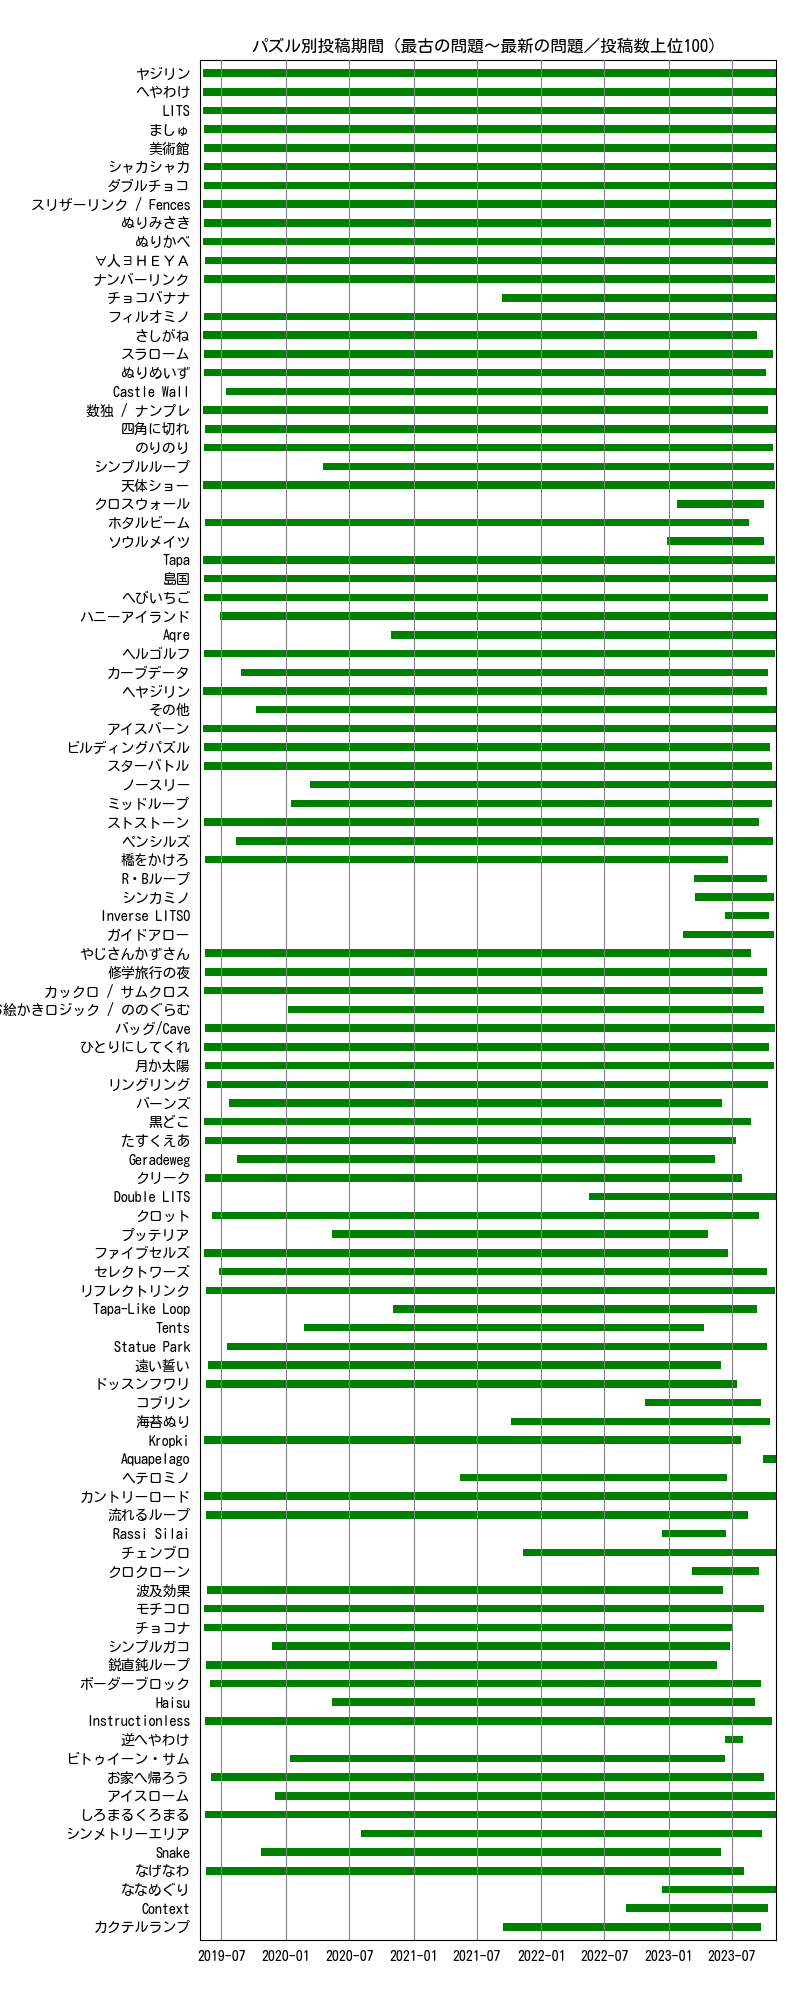 パズル別投稿期間（最古の問題～最新の問題／投稿数上位100）
ヤジリン
へやわけ
LITS
ましゅ
美術館
シャカシャカ
ダブルチョコ
スリザーリンク / Fences
ぬりみさき
ぬりかべ
∀人ヨＨＥＹＡ
ナンバーリンク
チョコバナナ
フィルオミノ
さしがね
スラローム
ぬりめいず
Castle Wall
数独 / ナンプレ
四角に切れ
のりのり
シンプルループ
天体ショー
クロスウォール
ホタルビーム
ソウルメイツ
Tapa
島国
へびいちご
ハニーアイランド
Aqre
ヘルゴルフ
カーブデータ
ヘヤジリン
その他
アイスバーン
ビルディングパズル
スターバトル
ノースリー
ミッドループ
ストストーン
ペンシルズ
橋をかけろ
R・Bループ
シンカミノ
Inverse LITSO
ガイドアロー
やじさんかずさん
修学旅行の夜
カックロ / サムクロス
絵かきロジック / ののぐらむ
バッグ/Cave
ひとりにしてくれ
月か太陽
リングリング
バーンズ
黒どこ
たすくえあ
Geradeweg
クリーク
Double LITS
クロット
プッテリア
ファイブセルズ
セレクトワーズ
リフレクトリンク
Tapa-Like Loop
Tents
Statue Park
遠い誓い
ドッスンフワリ
コブリン
海苔ぬり
Kropki
Aquapelago
ヘテロミノ
カントリーロード
流れるループ
Rassi Silai
チェンブロ
クロクローン
波及効果
モチコロ
チョコナ
シンプルガコ
鋭直鈍ループ
ボーダーブロック
Haisu
Instructionless
逆へやわけ
ビトゥイーン・サム
お家へ帰ろう
アイスローム
しろまるくろまる
シンメトリーエリア
Snake
なげなわ
ななめぐり
Context
カクテルランプ
2019-07 2020-01 2020-07 2021-01 2021-07 2022-01 2022-07 2023-01 2023-07